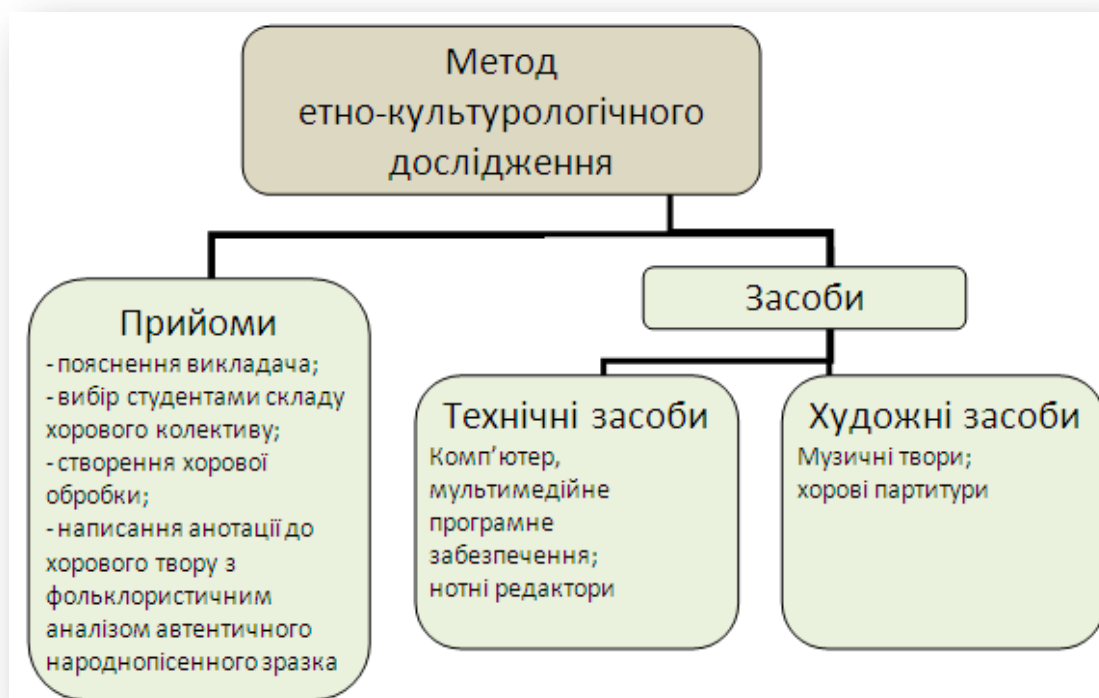 Метод
етно-культурологічного
дослідження
Прийоми
- пояснення викладача;
- вибір студентами складу
хорового колективу;
- створення хорової
обробки;
- написання анотації до
хорового твору з
фольклористичним
аналізом автентичного
народнопісенного зразка
Засоби
Технічні засоби
Комп’ютер,
мультимедійне
програмне
забезпечення;
нотні редактори
Художні засоби
Музичні твори;
хорові партитури